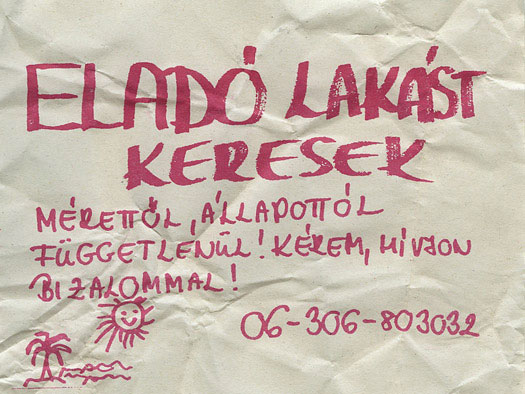 ELADÓ LAKÁST
KERESEK
MÉRETTŐL, ÁLLAPOTTÓL
FÜGGETLENÜL! KÉREM, HÍVJON
BIZALOMMAL!
06-306-803032